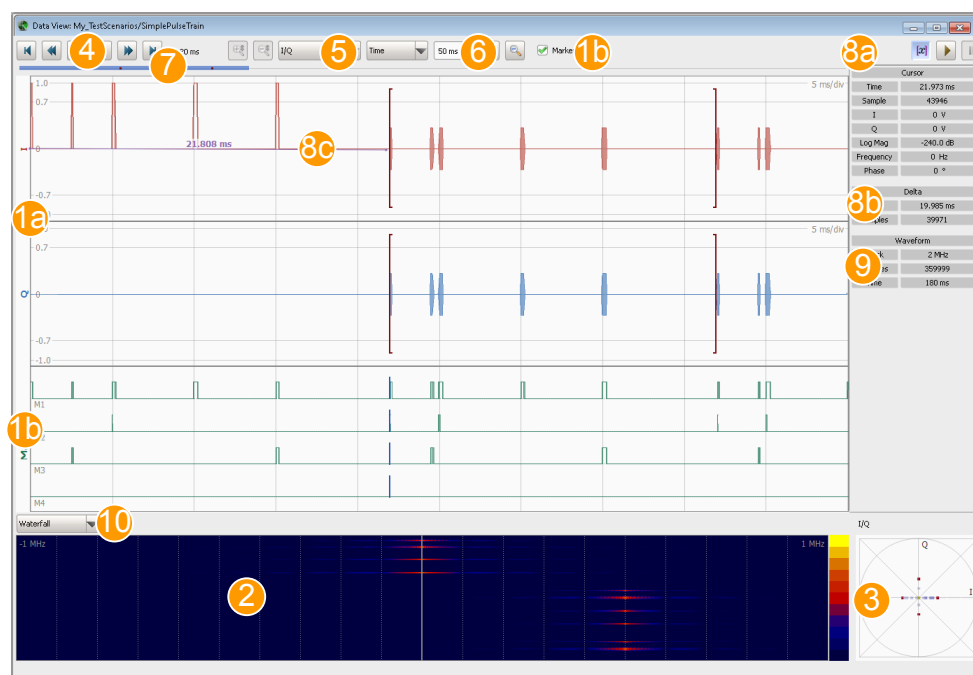 Data View: My_TestScenarios/SimplePulseTrain
4
7
ms
I/Q
5
Time
50 ms
6
Marke
1b
8a
|x|
1.0
0.7
0
-0.7
I
21,808 ms
8c
5 ms/div
1a
0.7
0
-0.7
-1.0
Q
5 ms/div
M1
1b
Σ
M3
M4
Cursor
Time 21.973 ms
Sample 43946
I 0 V
Q 0 V
Log Mag -240.0 dB
Frequency 0 Hz
Phase 0 °
Delta
8b
19.985 ms
39971
Waveform
9
2 MHz
359999
180 ms
Waterfall
10
-1 MHz
1 MHz
2
I/Q
Q
I
3